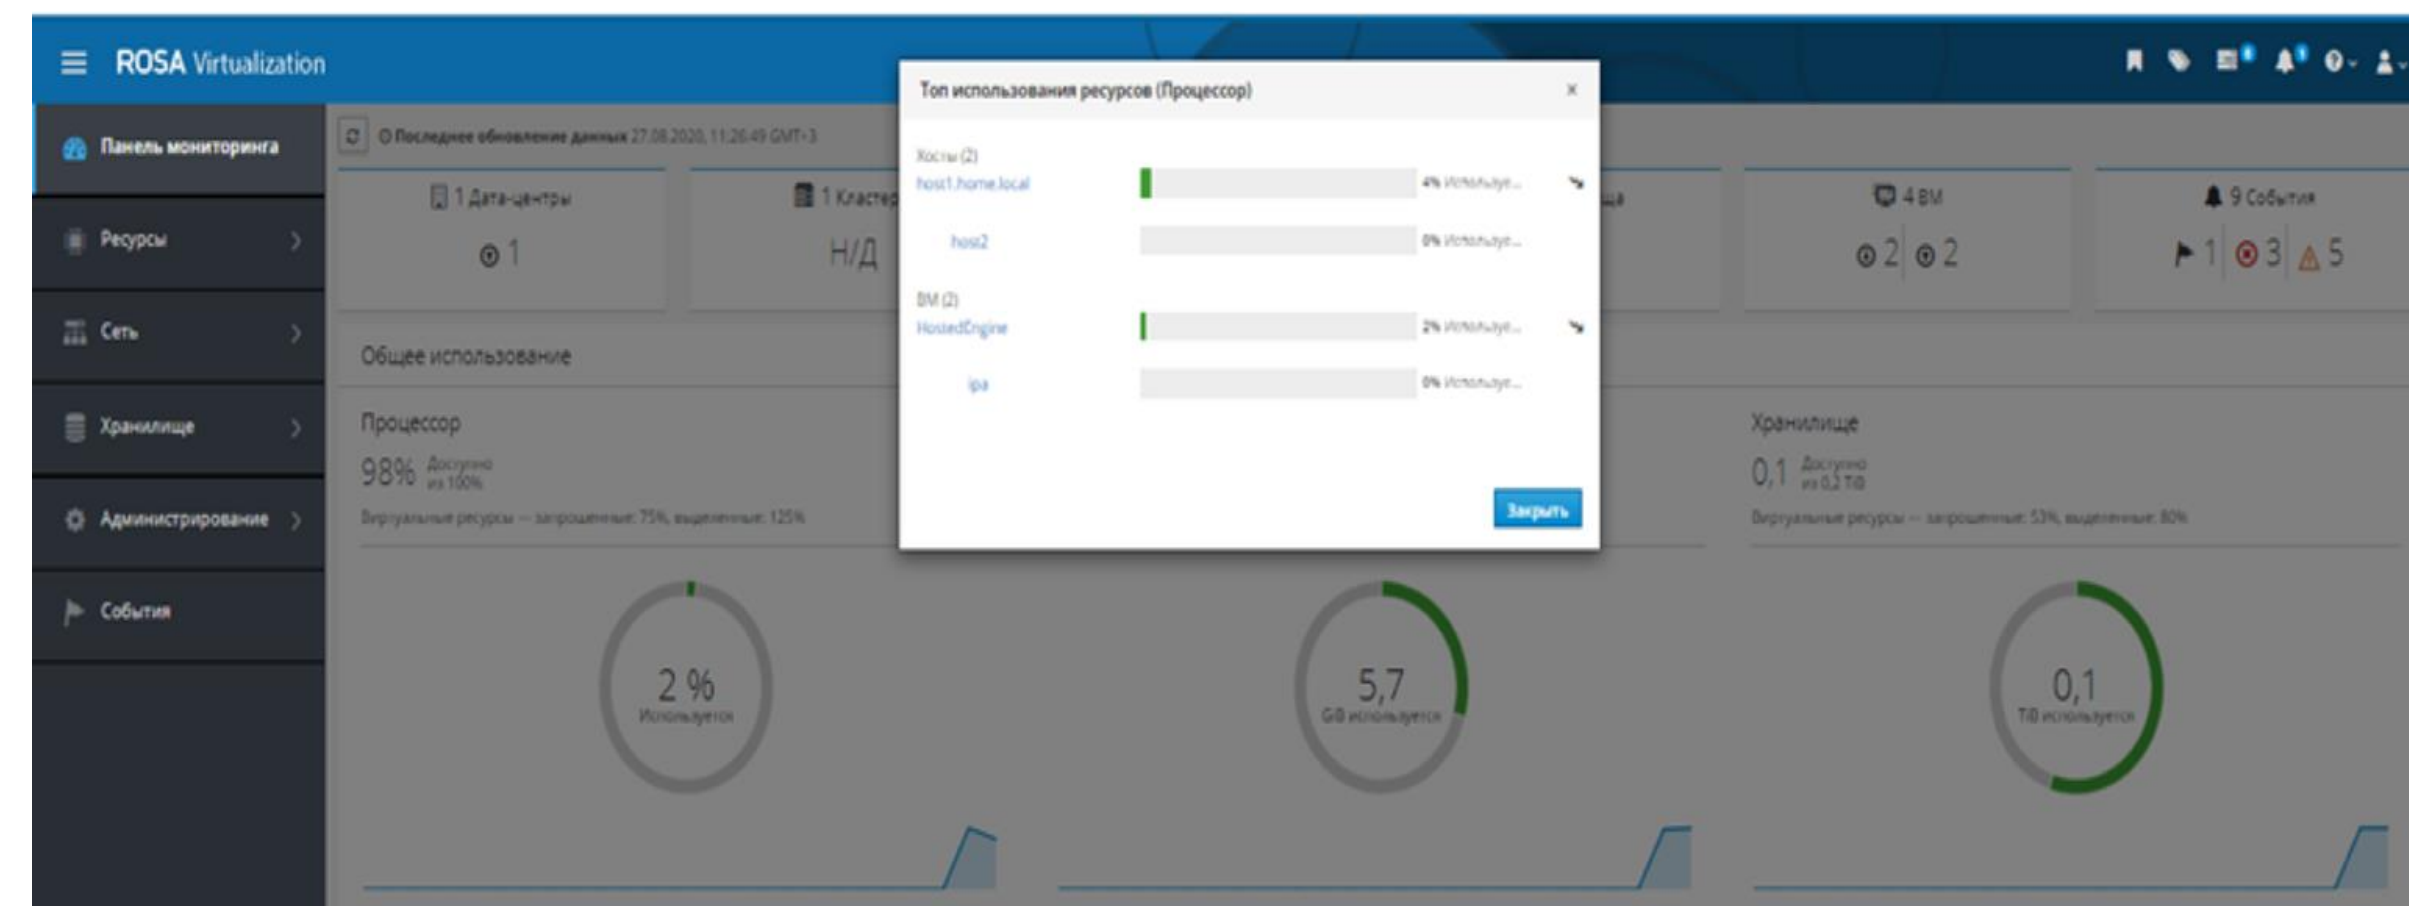 ROSA Virtualization
Панель мониторинга
Ресурсы
Сеть
Хранилище
Администрирование
События
Последнее обновление данных 27.08.2020, 11:26:49 GMT+3
1 Дата-центры
1
1 Кластер
Н/Д
ща
4 ВМ
2 2
9 События
1 3 5
Общее использование
Процессор
98% Доступно
из 100%
Виртуальные ресурсы — запрошенные: 75%, выделенные: 125%
2 %
Используется
5,7
GiB используется
Хранилище
0,1 Доступно
из 0,2 TiB
Виртуальные ресурсы — запрошенные: 53%, выделенные: 80%
0,1
TiB используется
Топ использования ресурсов (Процессор)
×
Хосты (2)
host1.home.local 4% Используе...
host2 0% Используе...
ВМ (2)
HostedEngine 2% Используе...
ipa 0% Используе...
Закрыть